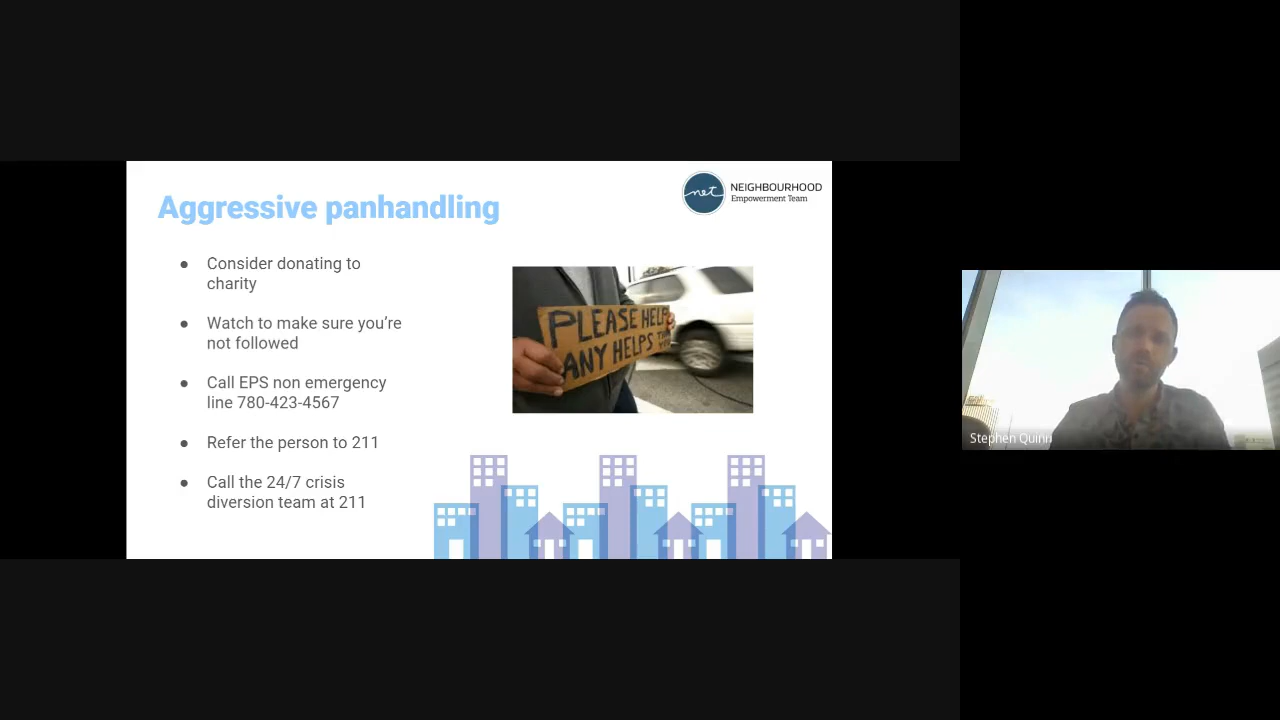 Aggressive panhandling
net
NEIGHBOURHOOD
Empowerment Team
● Consider donating to
charity
● Watch to make sure you’re
not followed
● Call EPS non emergency
line 780-423-4567
● Refer the person to 211
● Call the 24/7 crisis
diversion team at 211
PLEASE HELP
ANY HELPS
Stephen Quinn